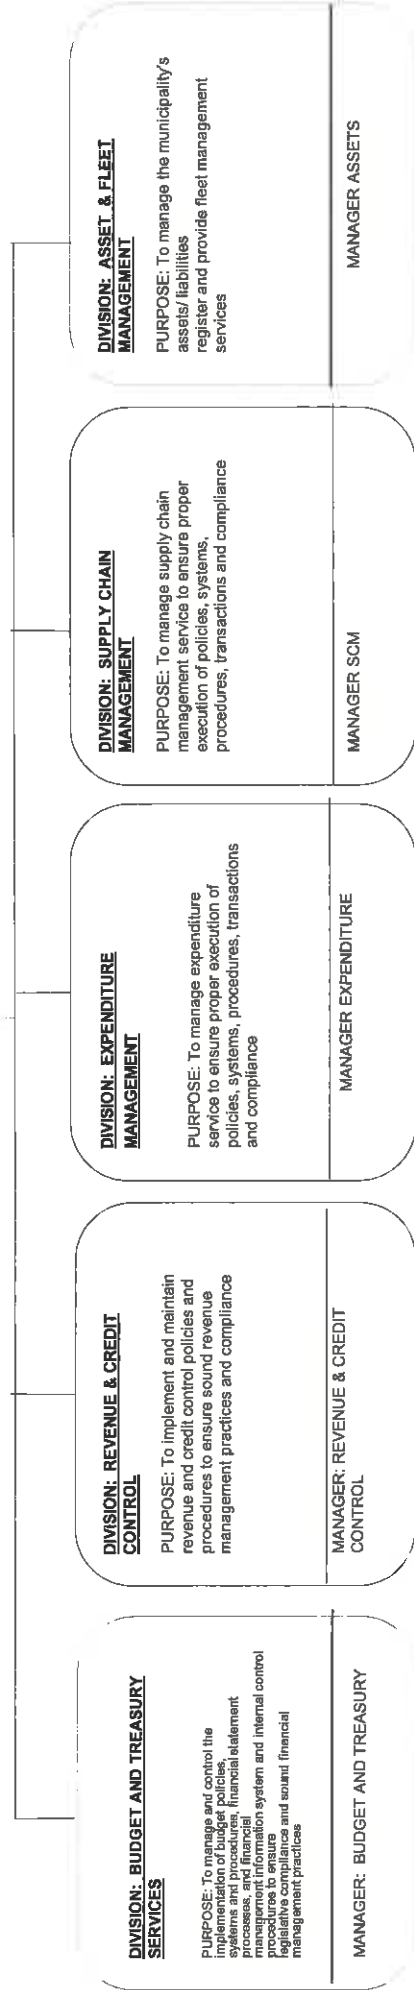 DIVISION: BUDGET AND TREASURY
SERVICES
PURPOSE: To manage and control the
implementation of budget policies,
systems and procedures, financial statement
processes, and financial
management information system and internal control
procedures to ensure
legislative compliance and sound financial
management practices
MANAGER: BUDGET AND TREASURY
DIVISION: REVENUE & CREDIT
CONTROL
PURPOSE: To implement and maintain
revenue and credit control policies and
procedures to ensure sound revenue
management practices and compliance
MANAGER: REVENUE & CREDIT
CONTROL
DIVISION: EXPENDITURE
MANAGEMENT
PURPOSE: To manage expenditure
service to ensure proper execution of
policies, systems, procedures, transactions
and compliance
MANAGER EXPENDITURE
DIVISION: SUPPLY CHAIN
MANAGEMENT
PURPOSE: To manage supply chain
management service to ensure proper
execution of policies, systems,
procedures, transactions and compliance
MANAGER SCM
DIVISION: ASSET & FLEET
MANAGEMENT
PURPOSE: To manage the municipality's
assets/ liabilities
register and provide fleet management
services
MANAGER ASSETS